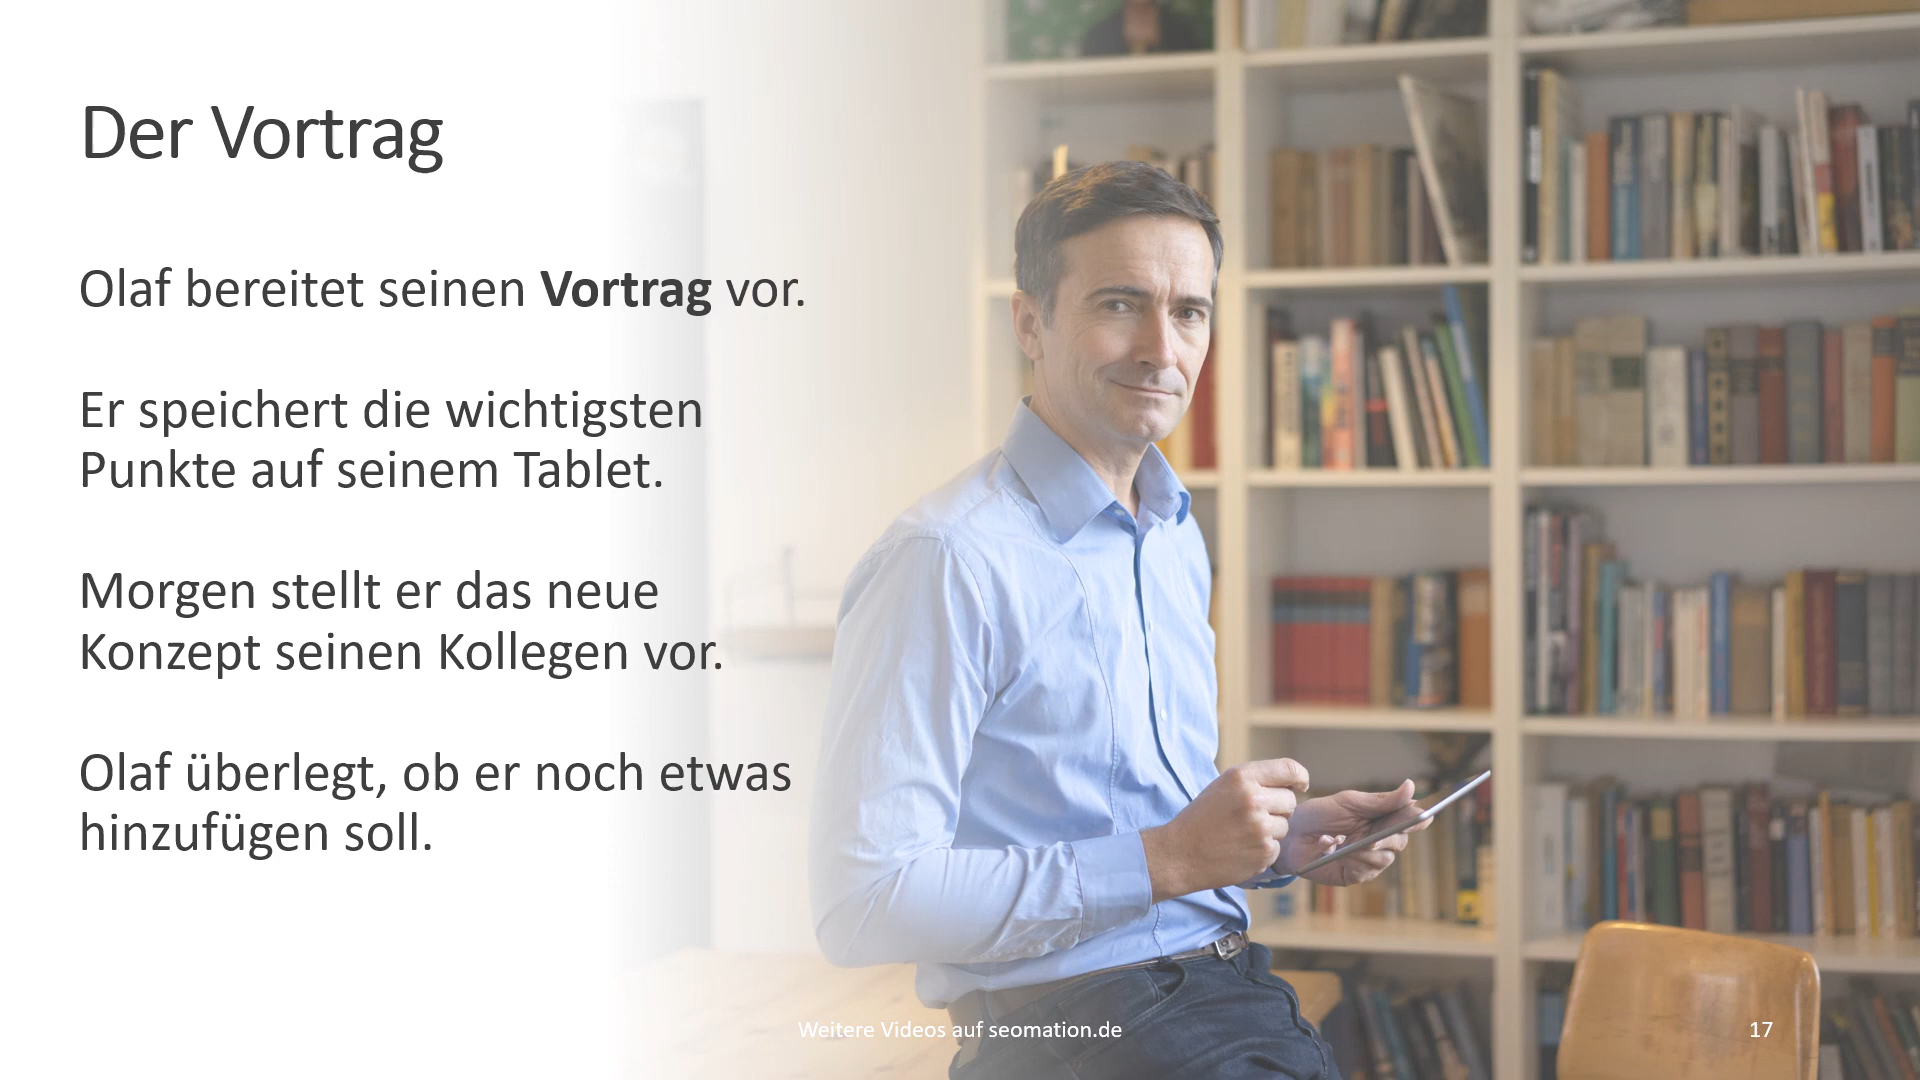 Der Vortrag
Olaf bereitet seinen Vortrag vor.
Er speichert die wichtigsten
Punkte auf seinem Tablet.
Morgen stellt er das neue
Konzept seinen Kollegen vor.
Olaf überlegt, ob er noch etwas
hinzufügen soll.
Weitere Videos auf seomation.de
17